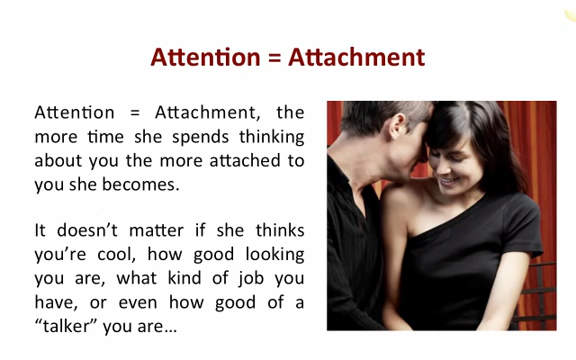 Attention = Attachment
Attention = Attachment, the
more time she spends thinking
about you the more attached to
you she becomes.
It doesn’t matter if she thinks
you’re cool, how good looking
you are, what kind of job you
have, or even how good of a
“talker” you are…